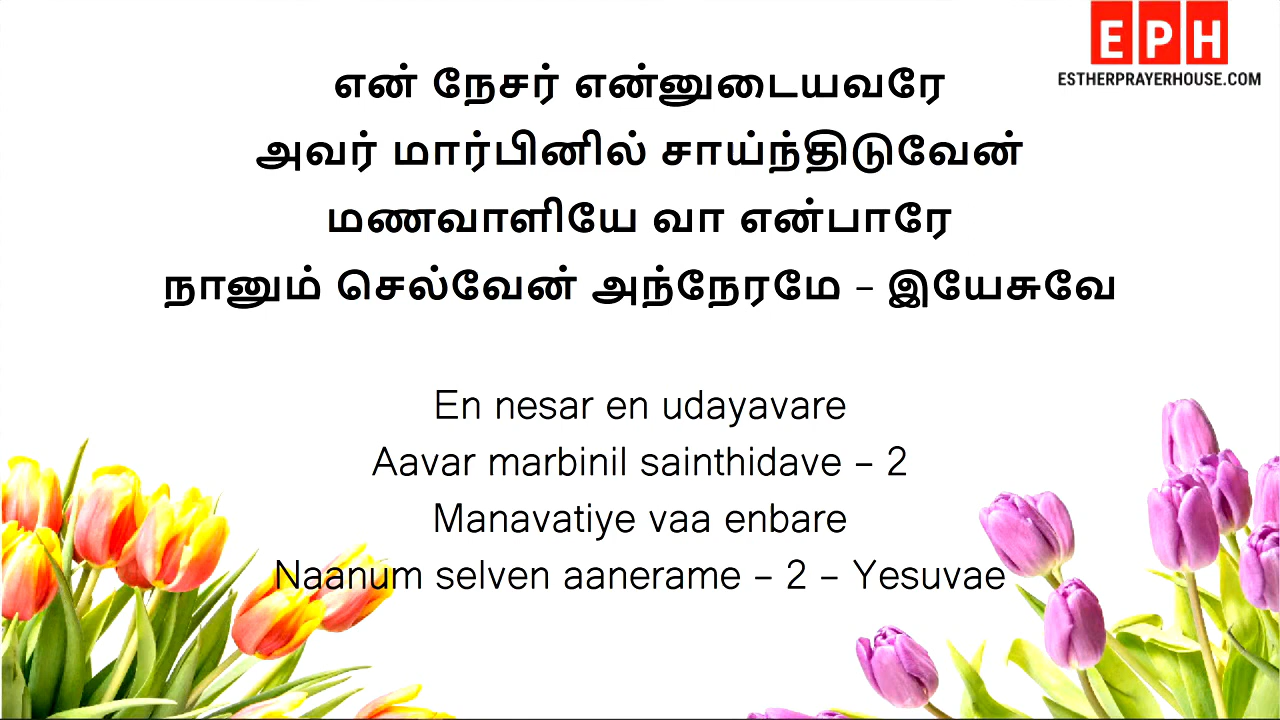 EPH
ESTHERPRAYERHOUSE.COM
என் நேசர் என்னுடையவரே
அவர் மார்பினில் சாய்ந்திடுவேன்
மணவாளியே வா என்பாரே
நானும் செல்வேன் அந்நேரமே – இயேசுவே
En nesar en udayavare
Aavar marbinil sainthidave – 2
Manavatiye vaa enbare
Naanum selven aanerame – 2 – Yesuvae